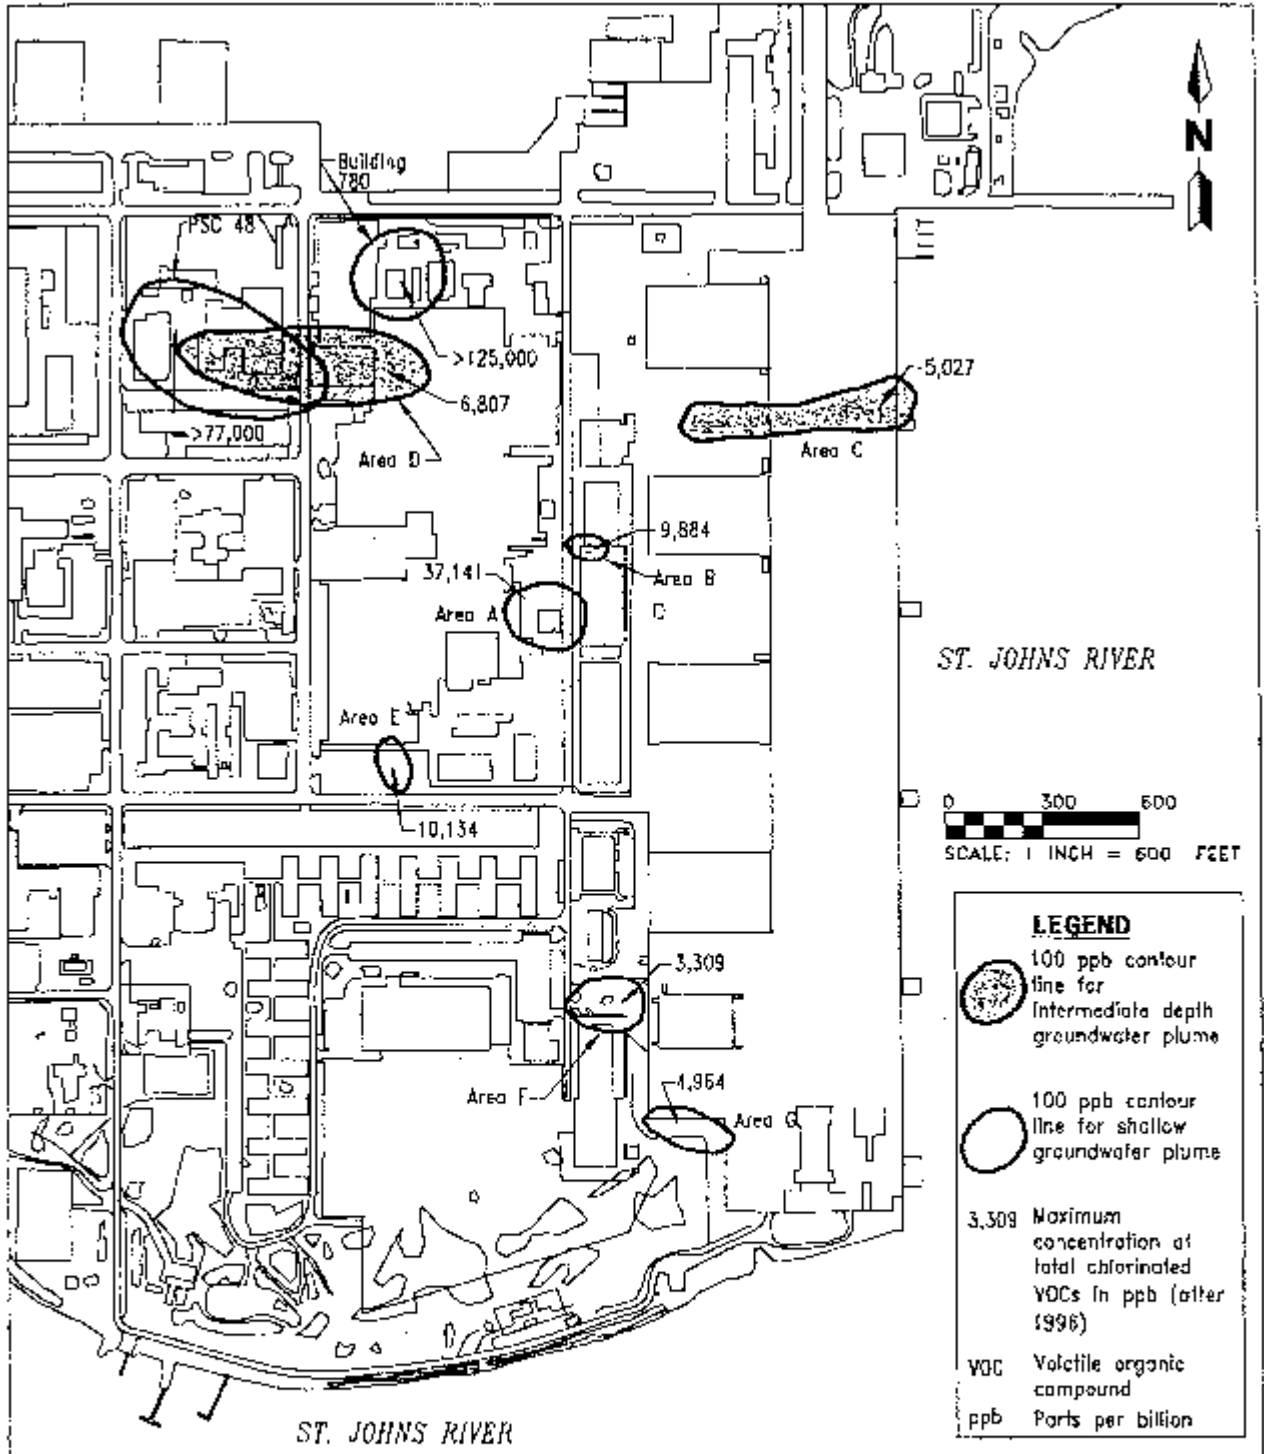 Building
780
N
PSC 48
>125,000
6,807
>77,000
Area D
5,027
Area C
9,884
Area B
37,141
Area A
ST. JOHNS RIVER
Area E
10,134
0 300 600
SCALE: 1 INCH = 600 FEET
3,309
Area F
4,964
Area G
LEGEND
100 ppb contour
line for
intermediate depth
groundwater plume
100 ppb contour
line for shallow
groundwater plume
3,309 Maximum
concentration of
total chlorinated
VOCs in ppb (after
1996)
VOC Volatile organic
compound
ppb Parts per billion
ST. JOHNS RIVER